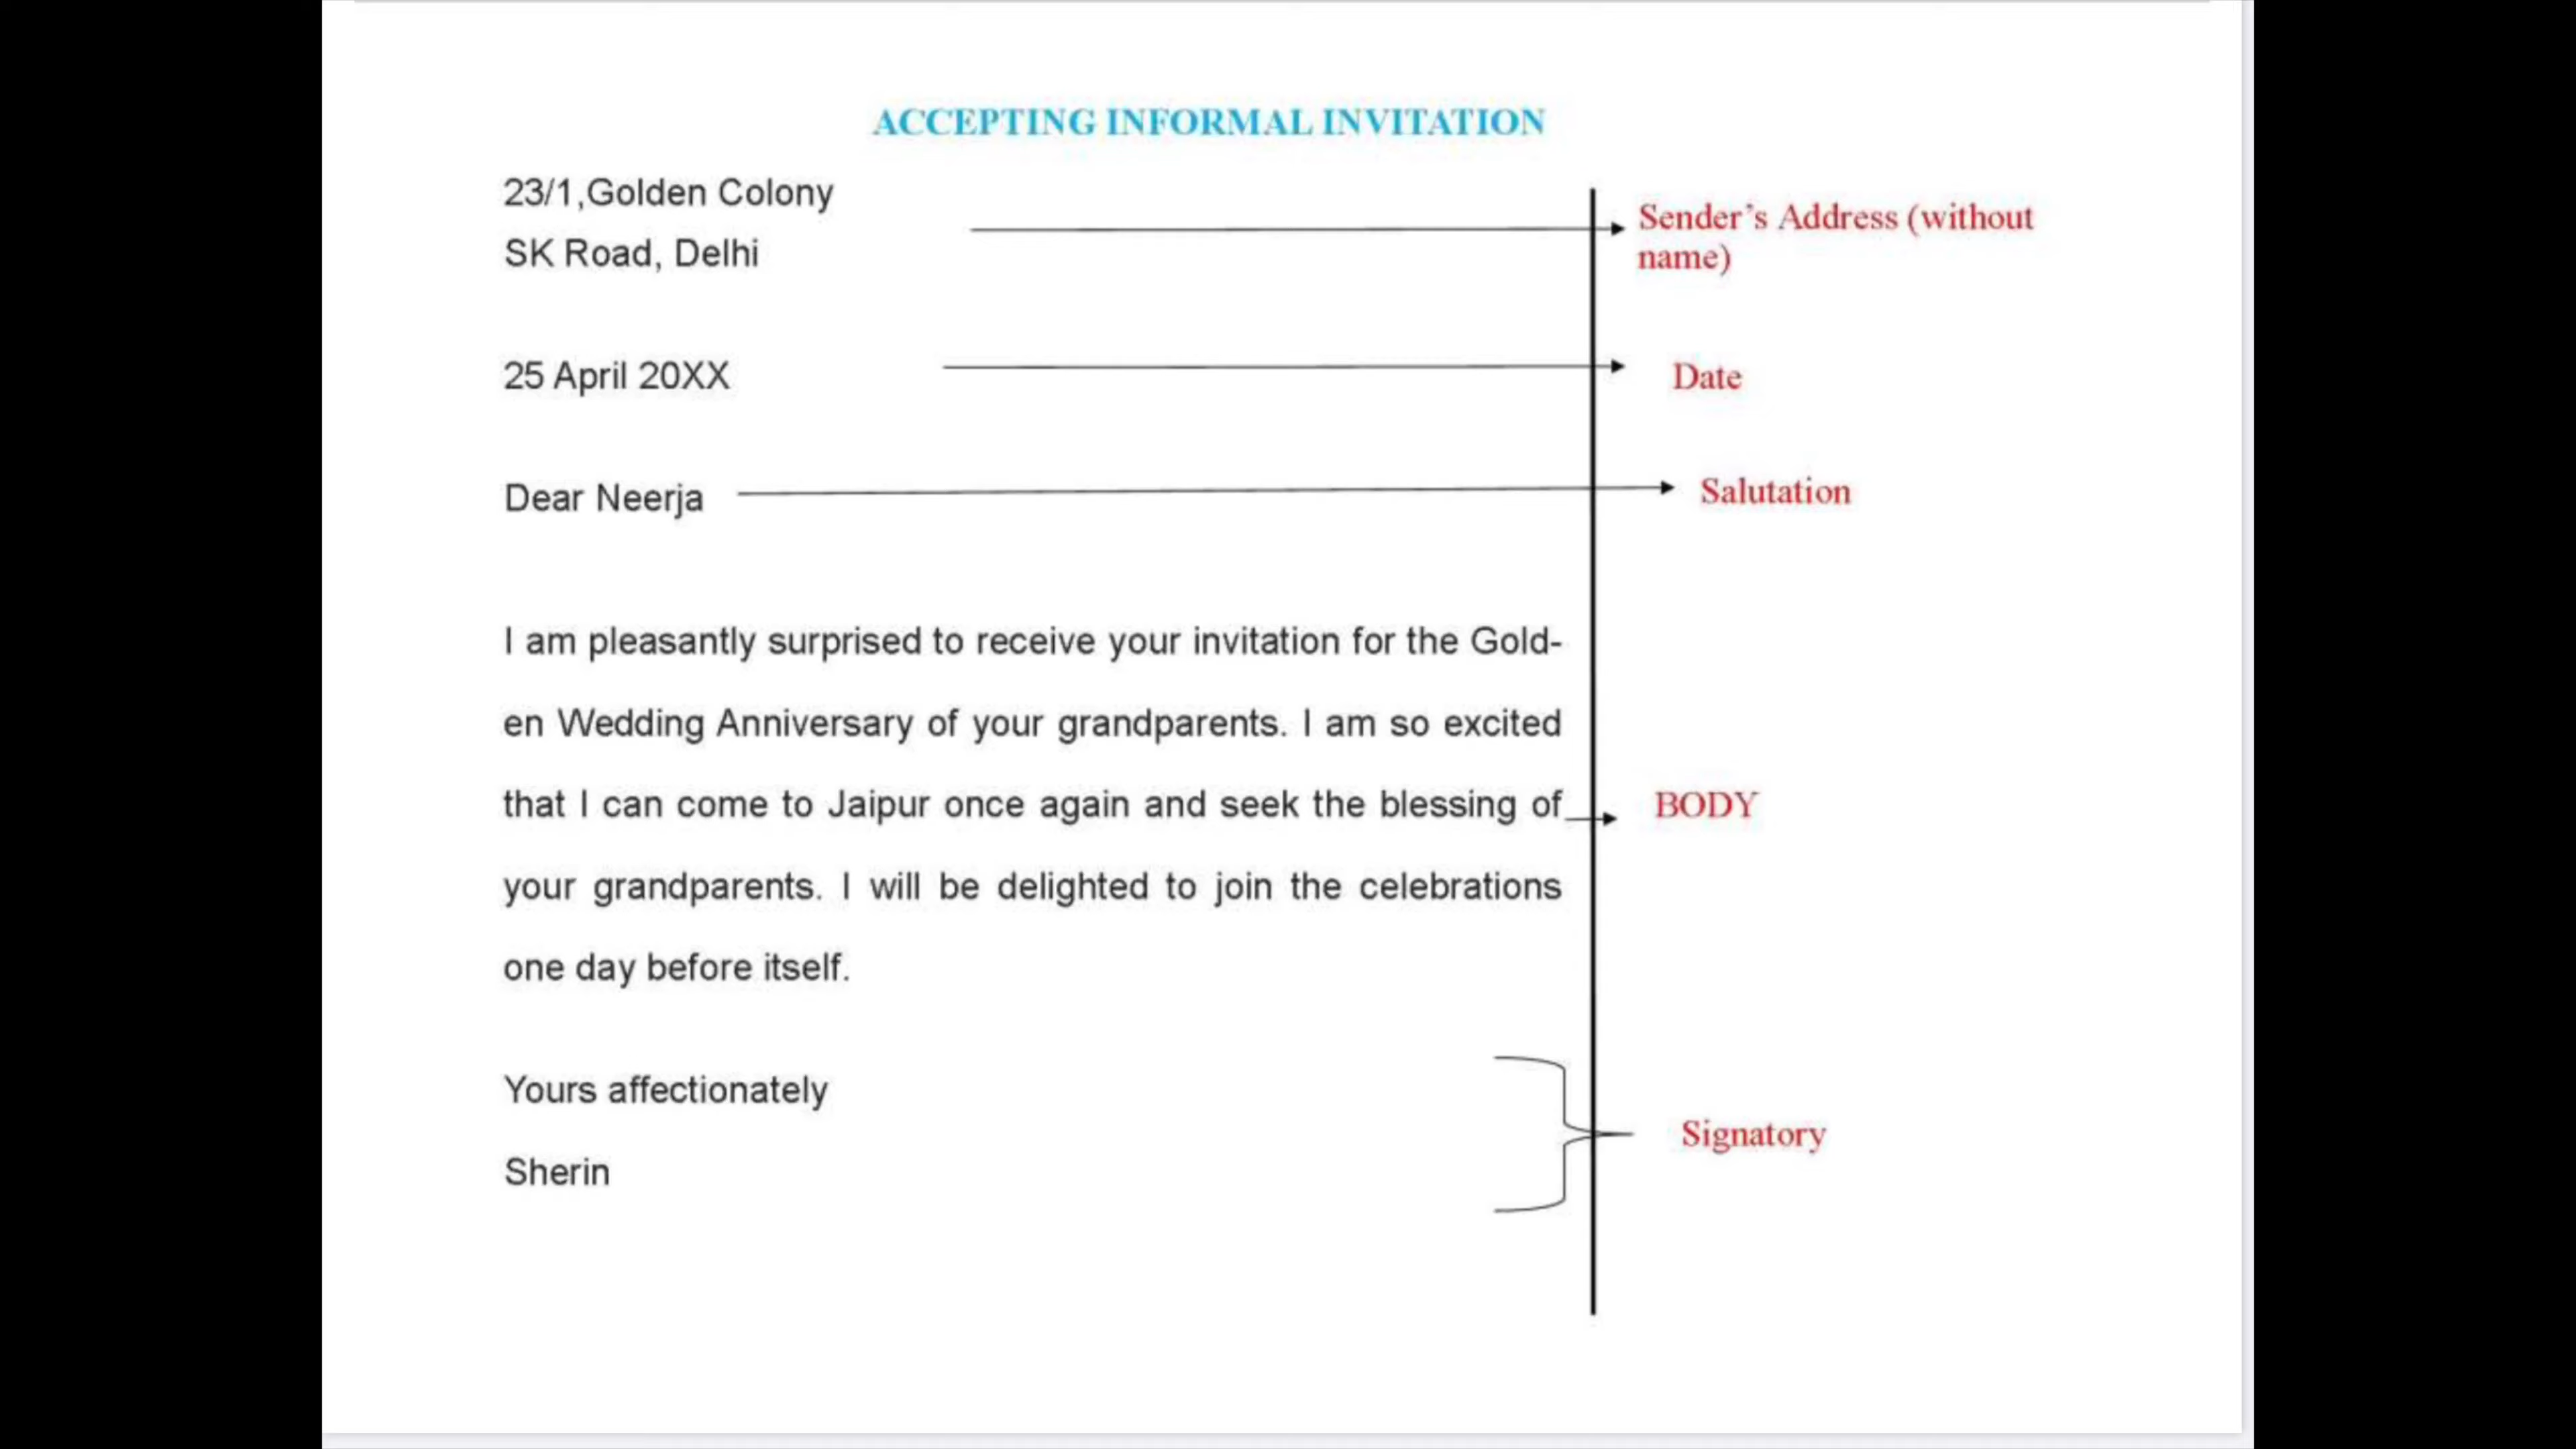 ACCEPTING INFORMAL INVITATION
23/1,Golden Colony
SK Road, Delhi
Sender's Address (without
name)
25 April 20XX
Date
Dear Neerja
Salutation
I am pleasantly surprised to receive your invitation for the Gold-
en Wedding Anniversary of your grandparents. I am so excited
that I can come to Jaipur once again and seek the blessing of
your grandparents. I will be delighted to join the celebrations
one day before itself.
BODY
Yours affectionately
Sherin
Signatory